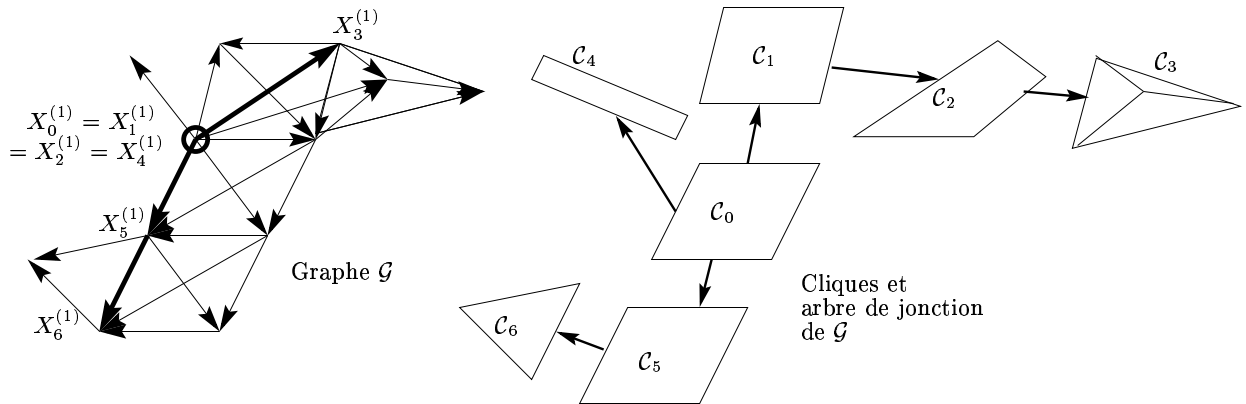 X_3^{(1)}
X_0^{(1)} = X_1^{(1)}
= X_2^{(1)} = X_4^{(1)}
X_5^{(1)}
X_6^{(1)}
Graphe 𝒢
𝒞_4
𝒞_1
𝒞_2
𝒞_3
𝒞_0
𝒞_6
𝒞_5
Cliques et
arbre de jonction
de 𝒢